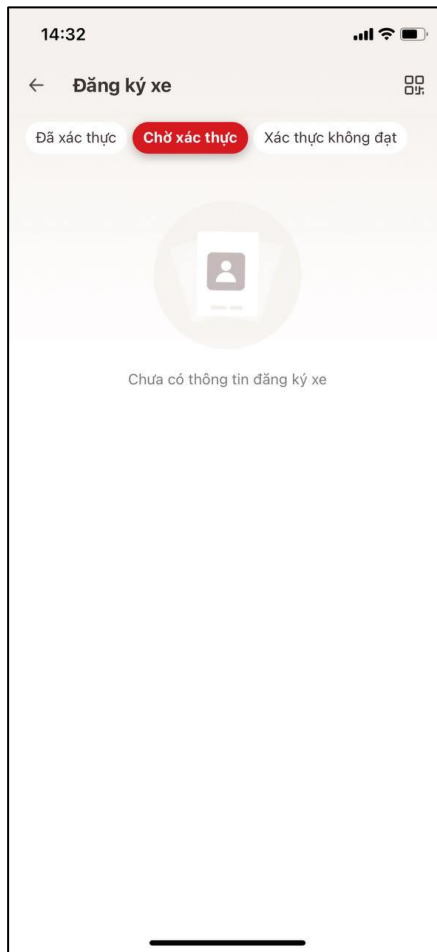 14:32
Đăng ký xe
Đã xác thực Chờ xác thực Xác thực không đạt
Chưa có thông tin đăng ký xe